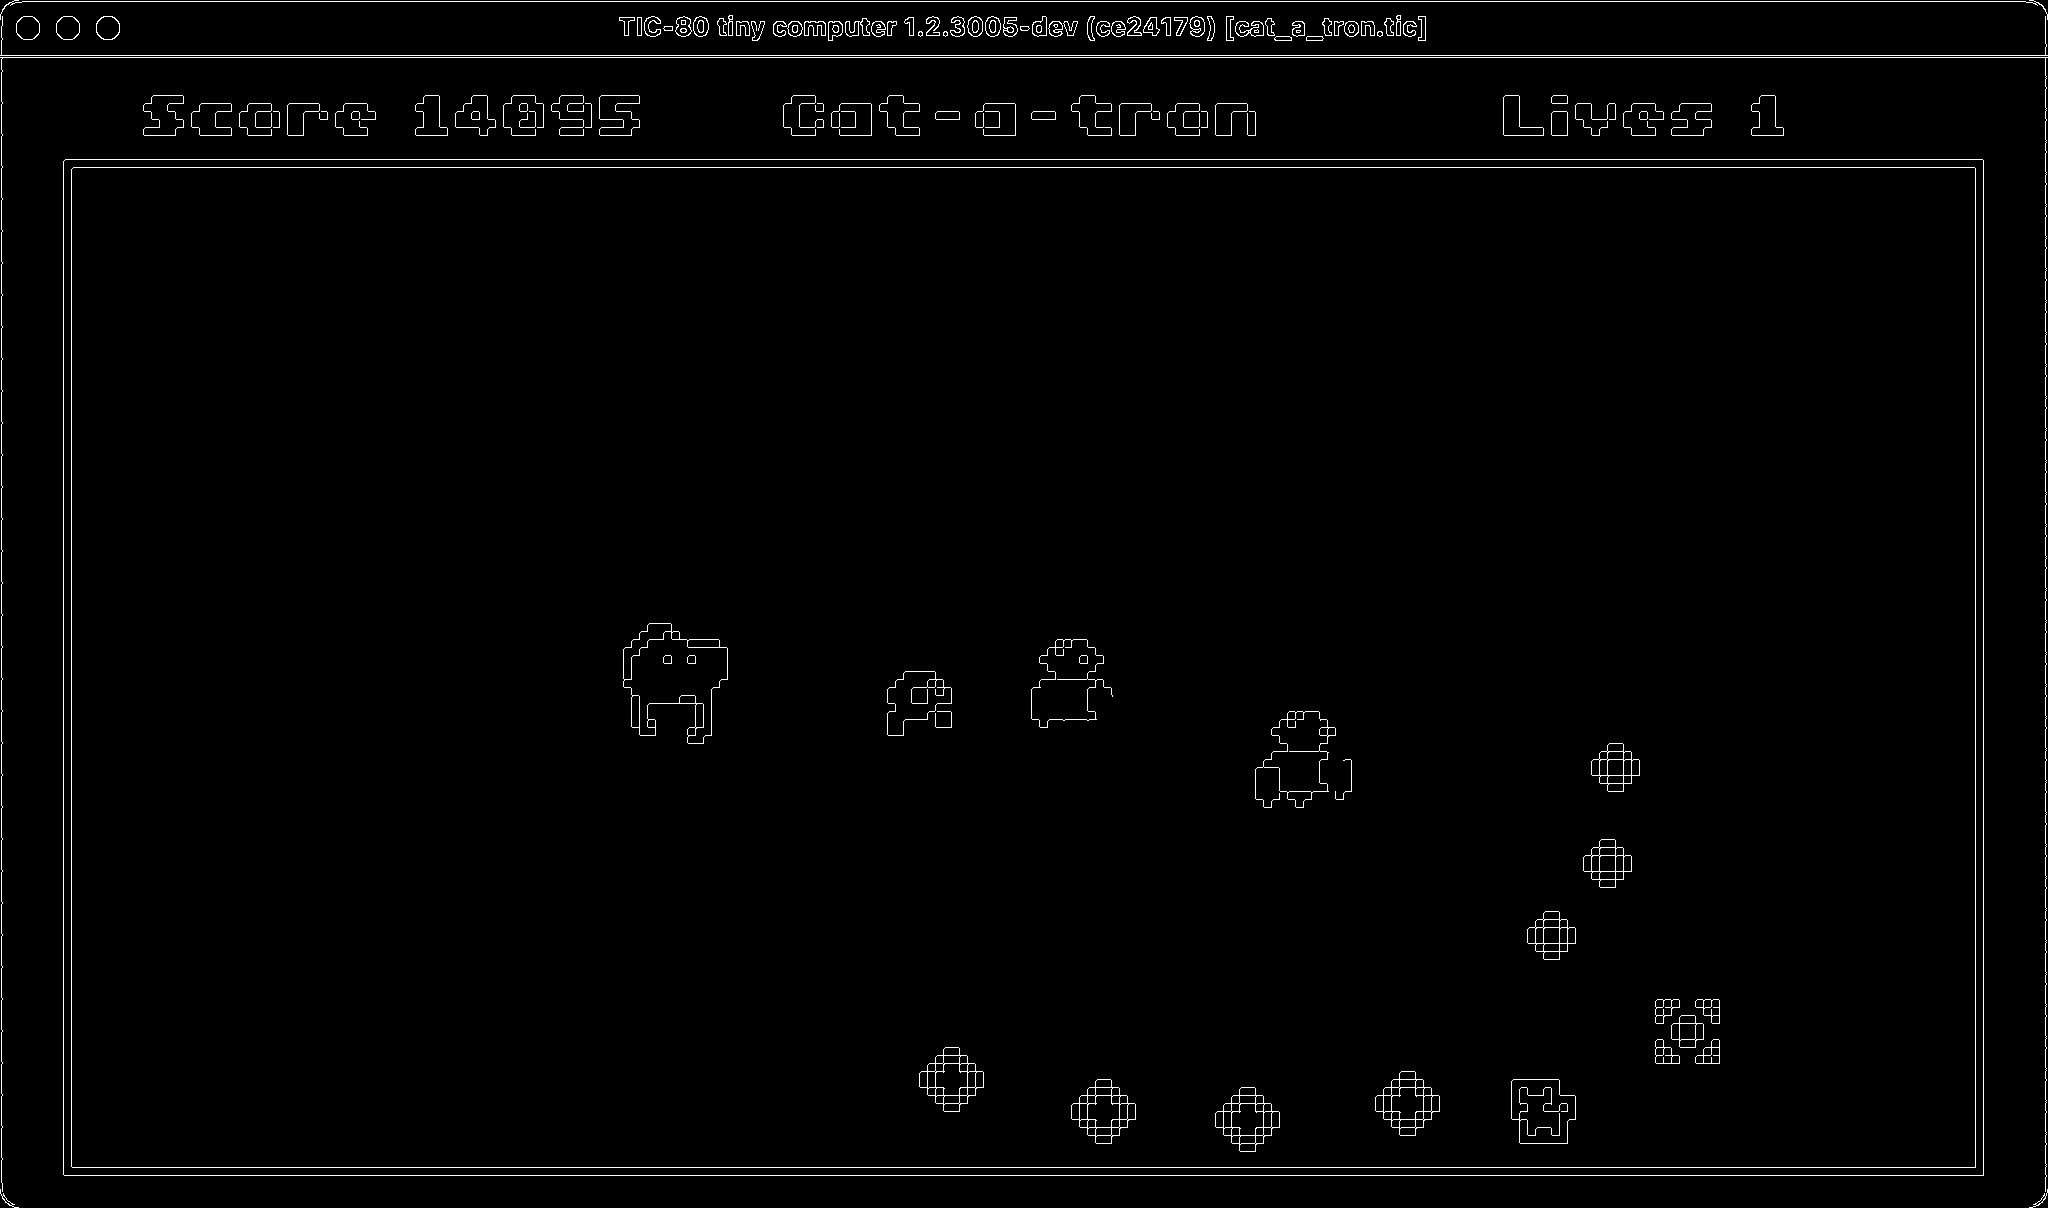 TIC-80 tiny computer 1.2.3005-dev (ce24179) [cat_a_tron.tic]
Score 14095 Cat-a-tron Lives 1